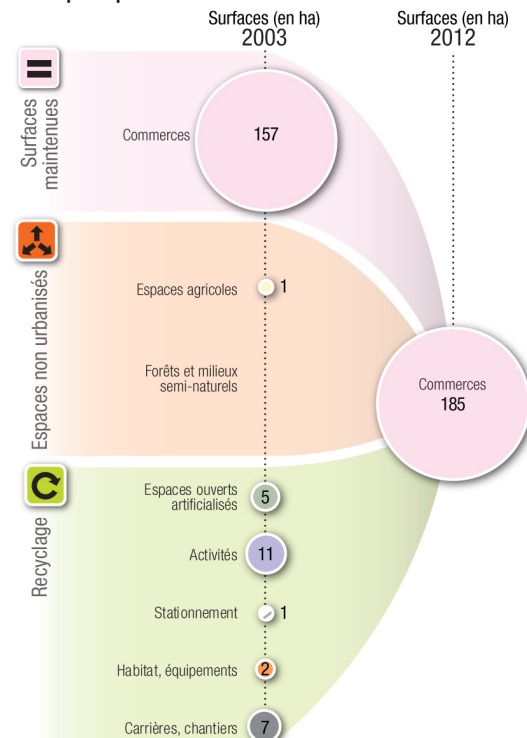 Surfaces (en ha)
2003
Surfaces (en ha)
2012
Surfaces
maintenues
Commerces
157
Espaces non urbanisés
Espaces agricoles
1
Forêts et milieux
semi-naturels
Commerces
185
Recyclage
Espaces ouverts
artificialisés
5
Activités
11
Stationnement
1
Habitat, équipements
2
Carrières, chantiers
7